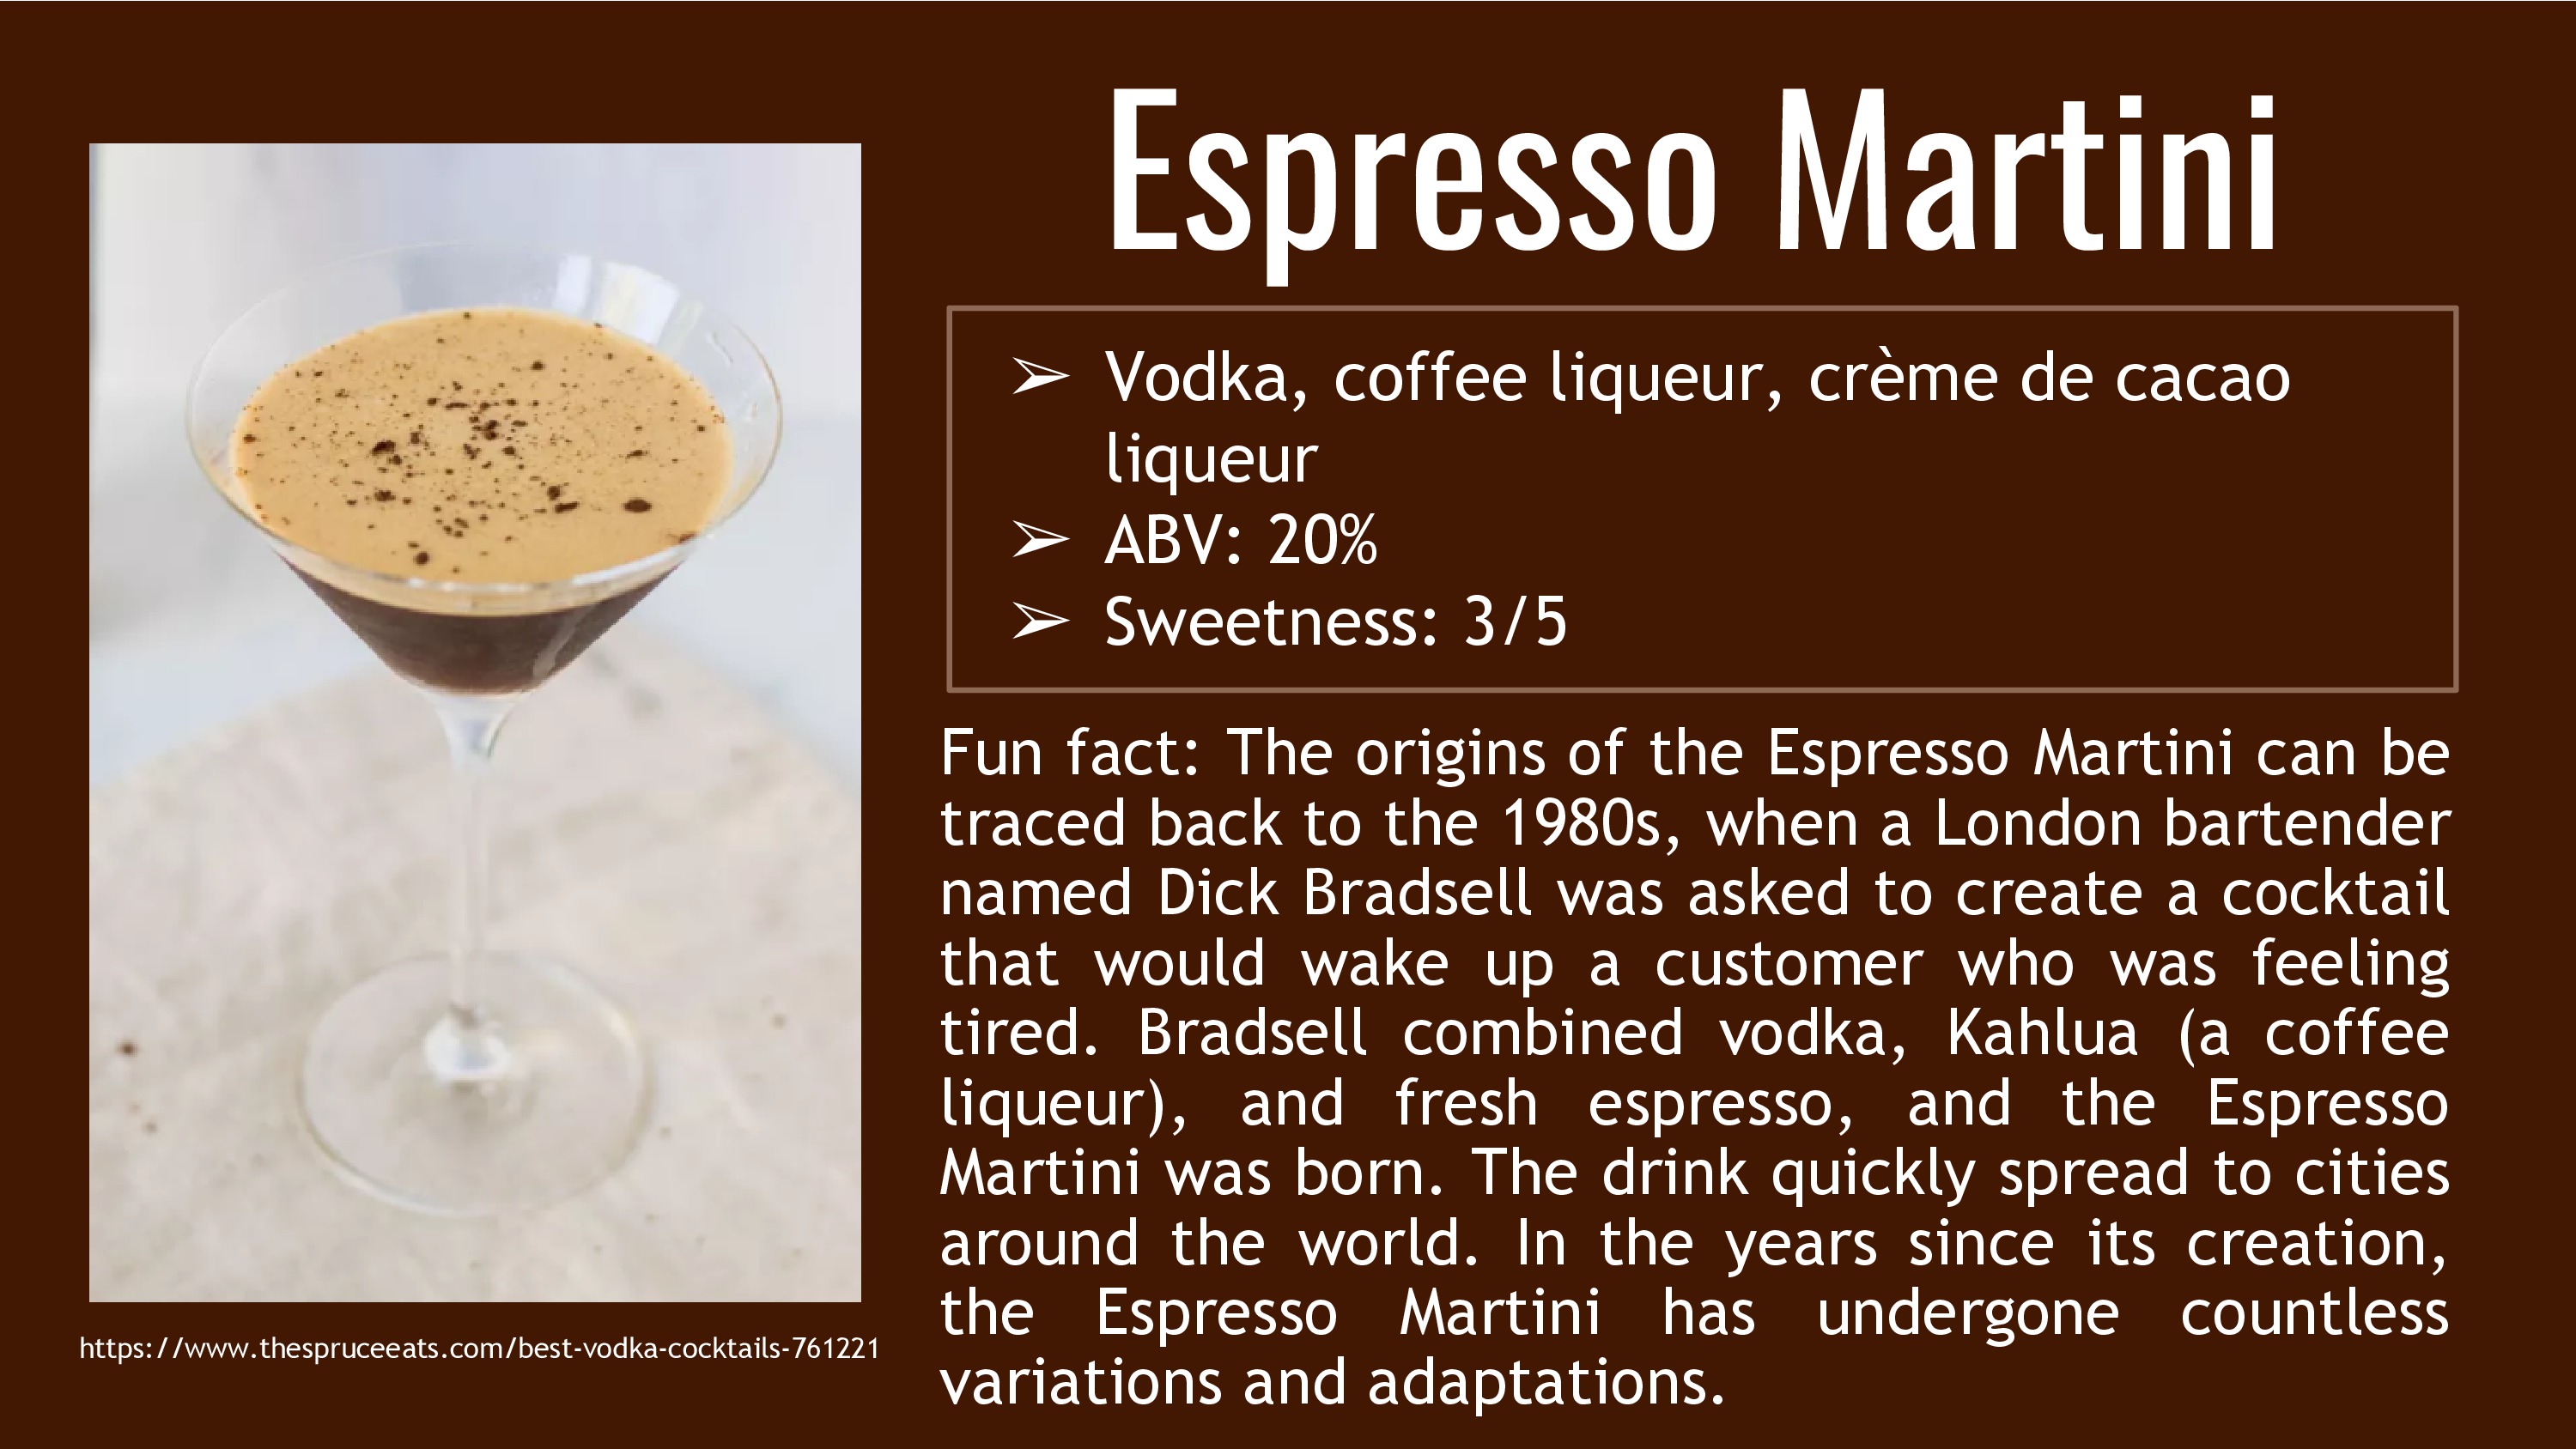 Espresso Martini
➢ Vodka, coffee liqueur, crème de cacao
liqueur
➢ ABV: 20%
➢ Sweetness: 3/5
Fun fact: The origins of the Espresso Martini can be
traced back to the 1980s, when a London bartender
named Dick Bradsell was asked to create a cocktail
that would wake up a customer who was feeling
tired. Bradsell combined vodka, Kahlua (a coffee
liqueur), and fresh espresso, and the Espresso
Martini was born. The drink quickly spread to cities
around the world. In the years since its creation,
the Espresso Martini has undergone countless
variations and adaptations.
https://www.thespruceeats.com/best-vodka-cocktails-761221